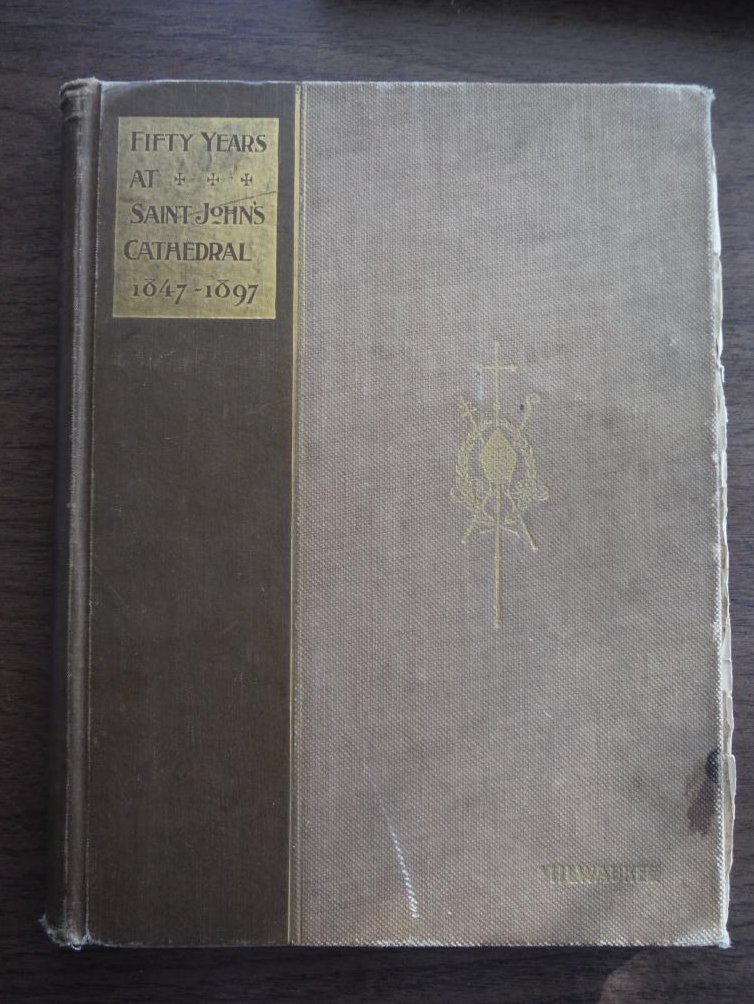 FIFTY YEARS
AT ✠ ✠ ✠
SAINT JOHN'S
CATHEDRAL
1847-1897
MILWAUKEE